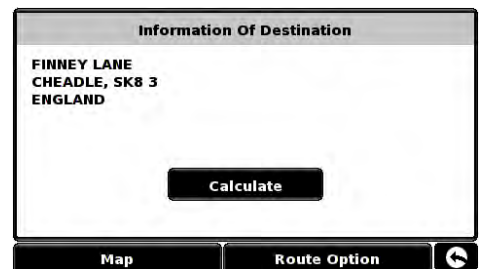 Information Of Destination
FINNEY LANE
CHEADLE, SK8 3
ENGLAND
Calculate
Map
Route Option